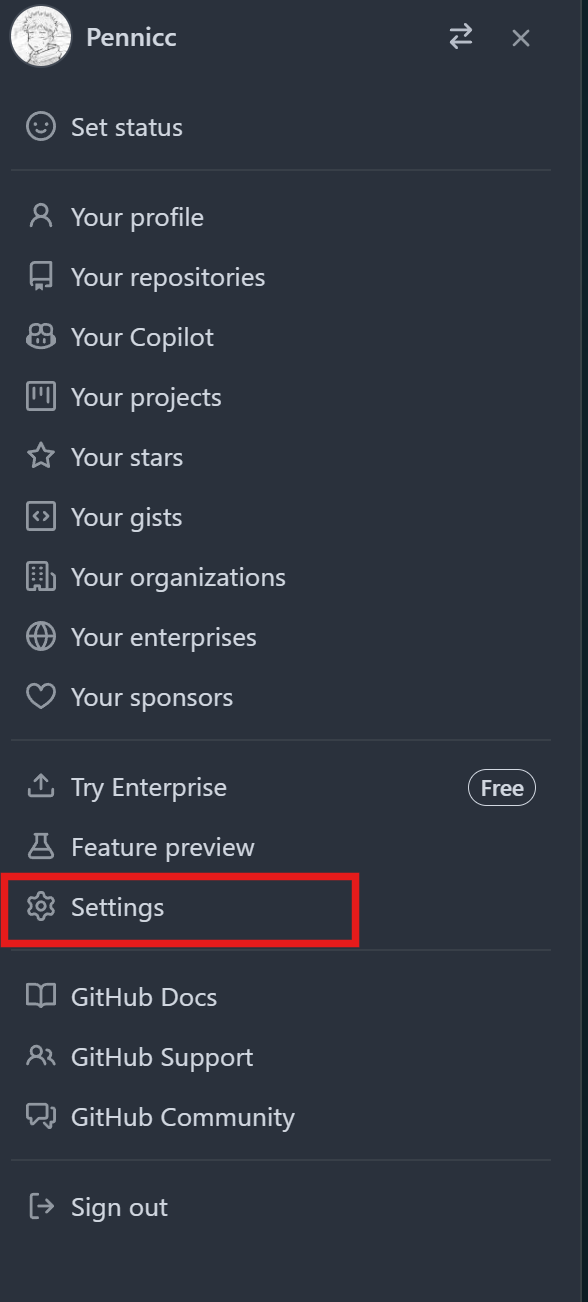 Pennicc
Set status
Your profile
Your repositories
Your Copilot
Your projects
Your stars
Your gists
Your organizations
Your enterprises
Your sponsors
Try Enterprise Free
Feature preview
Settings
GitHub Docs
GitHub Support
GitHub Community
Sign out